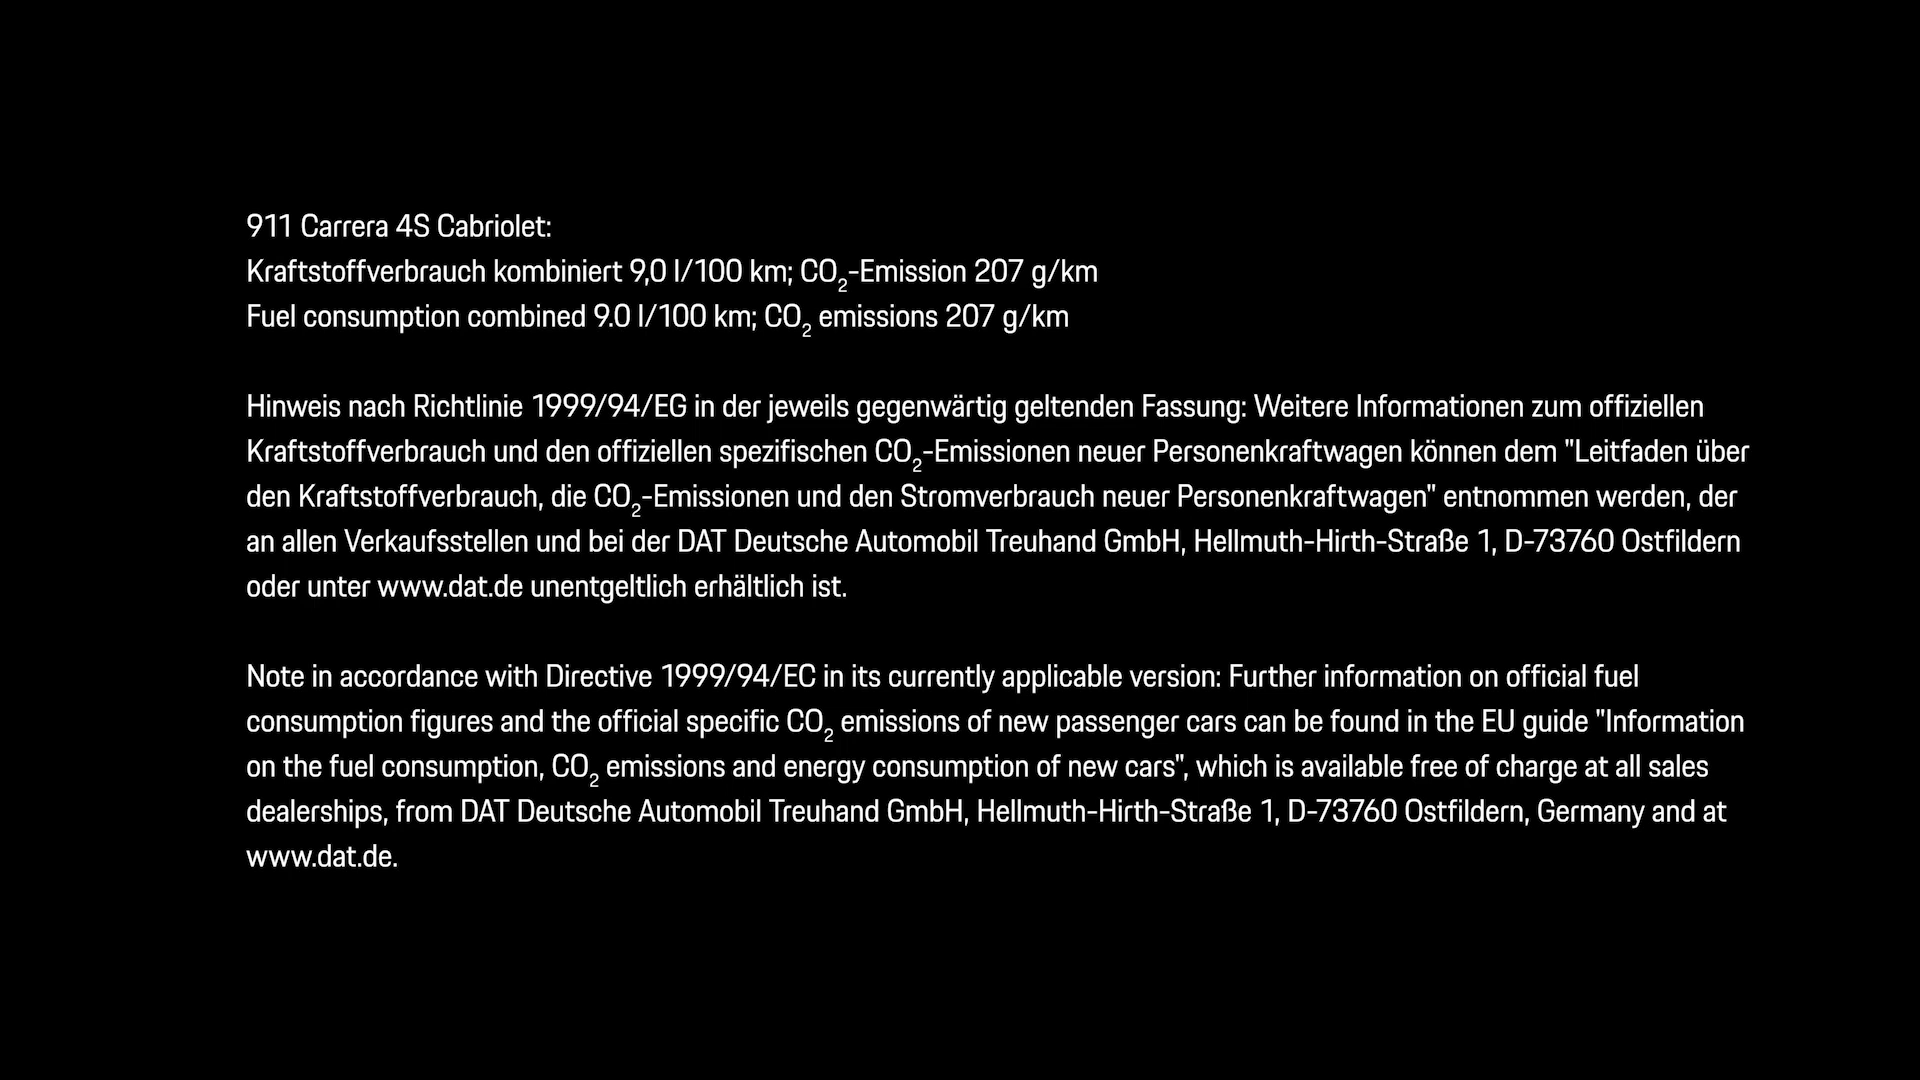 911 Carrera 4S Cabriolet:
Kraftstoffverbrauch kombiniert 9,0 l/100 km; CO₂-Emission 207 g/km
Fuel consumption combined 9.0 l/100 km; CO₂ emissions 207 g/km
Hinweis nach Richtlinie 1999/94/EG in der jeweils gegenwärtig geltenden Fassung: Weitere Informationen zum offiziellen
Kraftstoffverbrauch und den offiziellen spezifischen CO₂-Emissionen neuer Personenkraftwagen können dem "Leitfaden über
den Kraftstoffverbrauch, die CO₂-Emissionen und den Stromverbrauch neuer Personenkraftwagen" entnommen werden, der
an allen Verkaufsstellen und bei der DAT Deutsche Automobil Treuhand GmbH, Hellmuth-Hirth-Straße 1, D-73760 Ostfildern
oder unter www.dat.de unentgeltlich erhältlich ist.
Note in accordance with Directive 1999/94/EC in its currently applicable version: Further information on official fuel
consumption figures and the official specific CO₂ emissions of new passenger cars can be found in the EU guide "Information
on the fuel consumption, CO₂ emissions and energy consumption of new cars", which is available free of charge at all sales
dealerships, from DAT Deutsche Automobil Treuhand GmbH, Hellmuth-Hirth-Straße 1, D-73760 Ostfildern, Germany and at
www.dat.de.